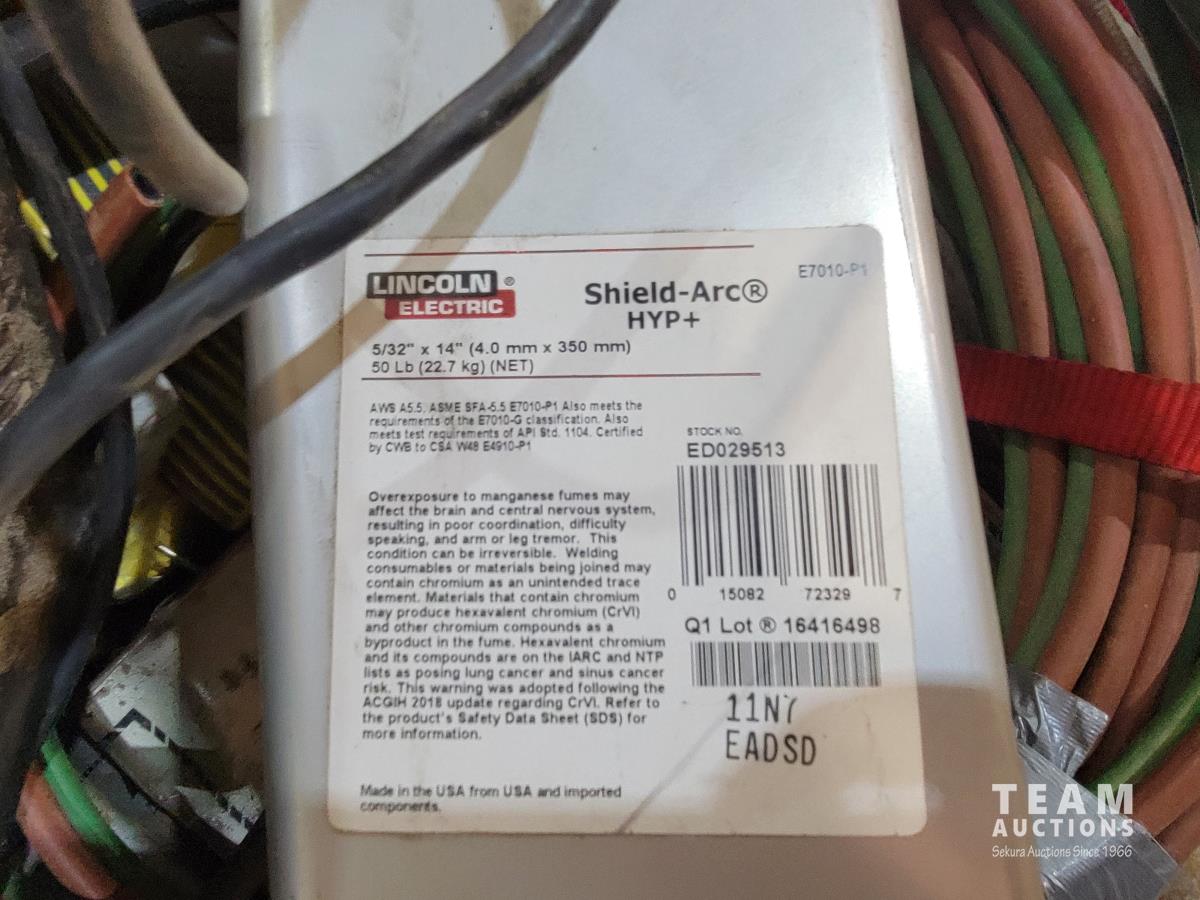 LINCOLN ®
ELECTRIC
Shield-Arc®
HYP+
E7010-P1
5/32" x 14" (4.0 mm x 350 mm)
50 Lb (22.7 kg) (NET)
AWS A5.5, ASME SFA-5.5 E7010-P1 Also meets the
requirements of the E7010-G classification. Also
meets test requirements of API Std. 1104. Certified
by CWB to CSA W48 E4910-P1
STOCK NO.
ED029513
Overexposure to manganese fumes may
affect the brain and central nervous system,
resulting in poor coordination, difficulty
speaking, and arm or leg tremor. This
condition can be irreversible. Welding
consumables or materials being joined may
contain chromium as an unintended trace
element. Materials that contain chromium
may produce hexavalent chromium (CrVI)
and other chromium compounds as a
byproduct in the fume. Hexavalent chromium
and its compounds are on the IARC and NTP
lists as posing lung cancer and sinus cancer
risk. This warning was adopted following the
ACGIH 2018 update regarding CrVI. Refer to
the product's Safety Data Sheet (SDS) for
more information.
0 15082 72329 7
Q1 Lot ® 16416498
11N7
EADSD
Made in the USA from USA and imported
components.
TEAM
AUCTIONS
Sekura Auctions Since 1966